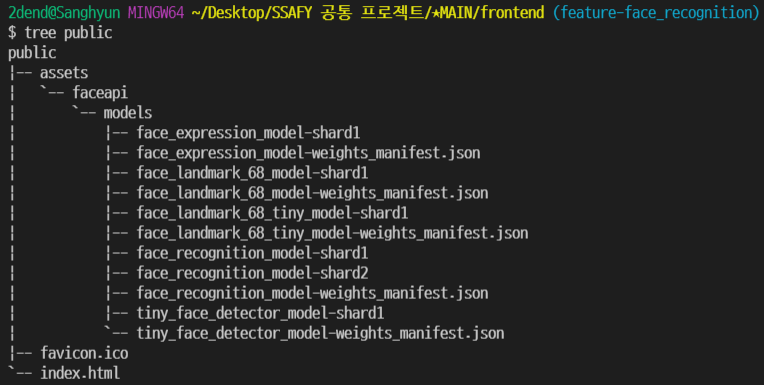 2dend@Sanghyun MINGW64 ~/Desktop/SSAFY 공통 프로젝트/★MAIN/frontend (feature-face_recognition)
$ tree public
public
|-- assets
|   `-- faceapi
|       `-- models
|           |-- face_expression_model-shard1
|           |-- face_expression_model-weights_manifest.json
|           |-- face_landmark_68_model-shard1
|           |-- face_landmark_68_model-weights_manifest.json
|           |-- face_landmark_68_tiny_model-shard1
|           |-- face_landmark_68_tiny_model-weights_manifest.json
|           |-- face_recognition_model-shard1
|           |-- face_recognition_model-shard2
|           |-- face_recognition_model-weights_manifest.json
|           |-- tiny_face_detector_model-shard1
|           `-- tiny_face_detector_model-weights_manifest.json
|-- favicon.ico
`-- index.html